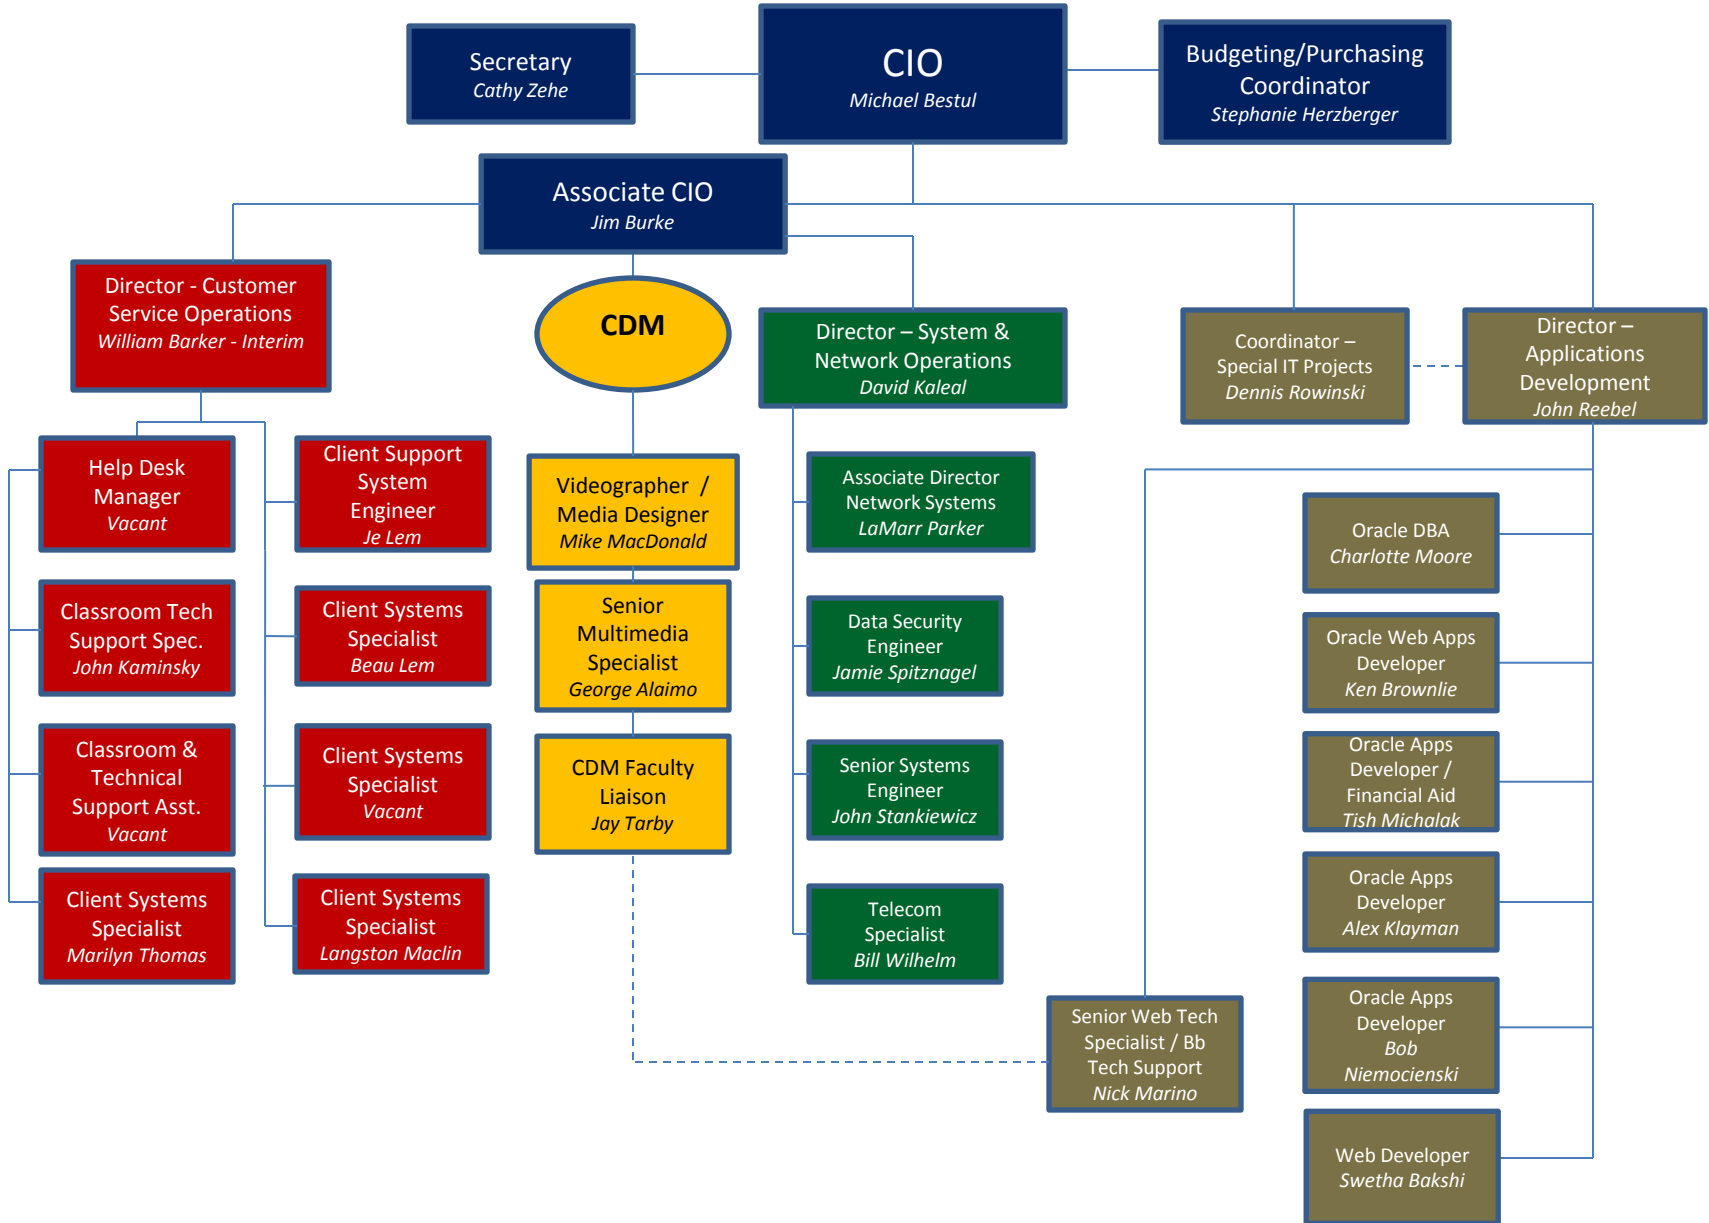 CIO
Michael Bestul
Secretary
Cathy Zehe
Budgeting/Purchasing
Coordinator
Stephanie Herzberger
Associate CIO
Jim Burke
Director - Customer
Service Operations
William Barker - Interim
CDM
Director – System &
Network Operations
David Kaleal
Coordinator –
Special IT Projects
Dennis Rowinski
Director –
Applications
Development
John Reebel
Help Desk
Manager
Vacant
Classroom Tech
Support Spec.
John Kaminsky
Classroom &
Technical
Support Asst.
Vacant
Client Systems
Specialist
Marilyn Thomas
Client Support
System
Engineer
Je Lem
Client Systems
Specialist
Beau Lem
Client Systems
Specialist
Vacant
Client Systems
Specialist
Langston Maclin
Videographer /
Media Designer
Mike MacDonald
Senior
Multimedia
Specialist
George Alaimo
CDM Faculty
Liaison
Jay Tarby
Associate Director
Network Systems
LaMarr Parker
Data Security
Engineer
Jamie Spitznagel
Senior Systems
Engineer
John Stankiewicz
Telecom
Specialist
Bill Wilhelm
Senior Web Tech
Specialist / Bb
Tech Support
Nick Marino
Oracle DBA
Charlotte Moore
Oracle Web Apps
Developer
Ken Brownlie
Oracle Apps
Developer /
Financial Aid
Tish Michalak
Oracle Apps
Developer
Alex Klayman
Oracle Apps
Developer
Bob
Niemocienski
Web Developer
Swetha Bakshi